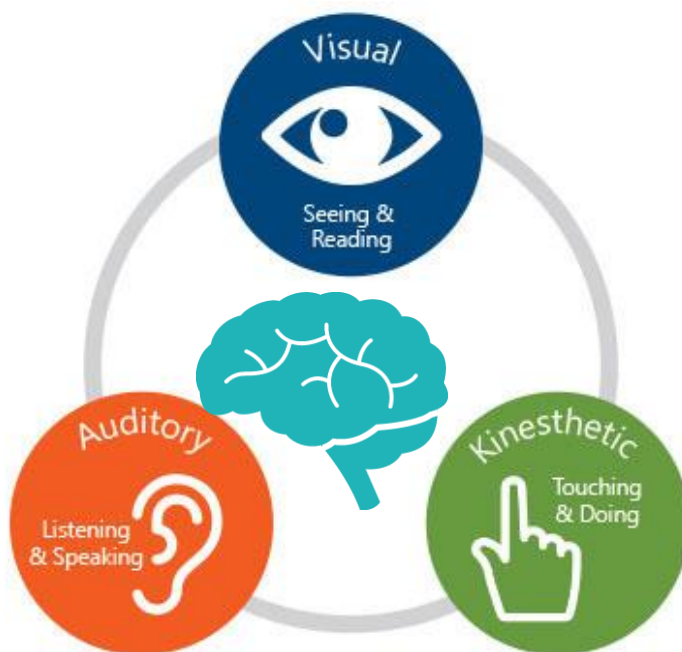 Visual
Seeing &
Reading
Auditory
Listening
& Speaking
Kinesthetic
Touching
& Doing